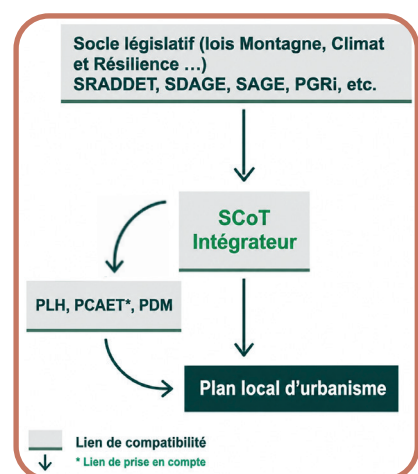 Socle législatif (lois Montagne, Climat
et Résilience ...)
SRADDET, SDAGE, SAGE, PGRi, etc.
SCoT
Intégrateur
PLH, PCAET*, PDM
Plan local d'urbanisme
Lien de compatibilité
* Lien de prise en compte